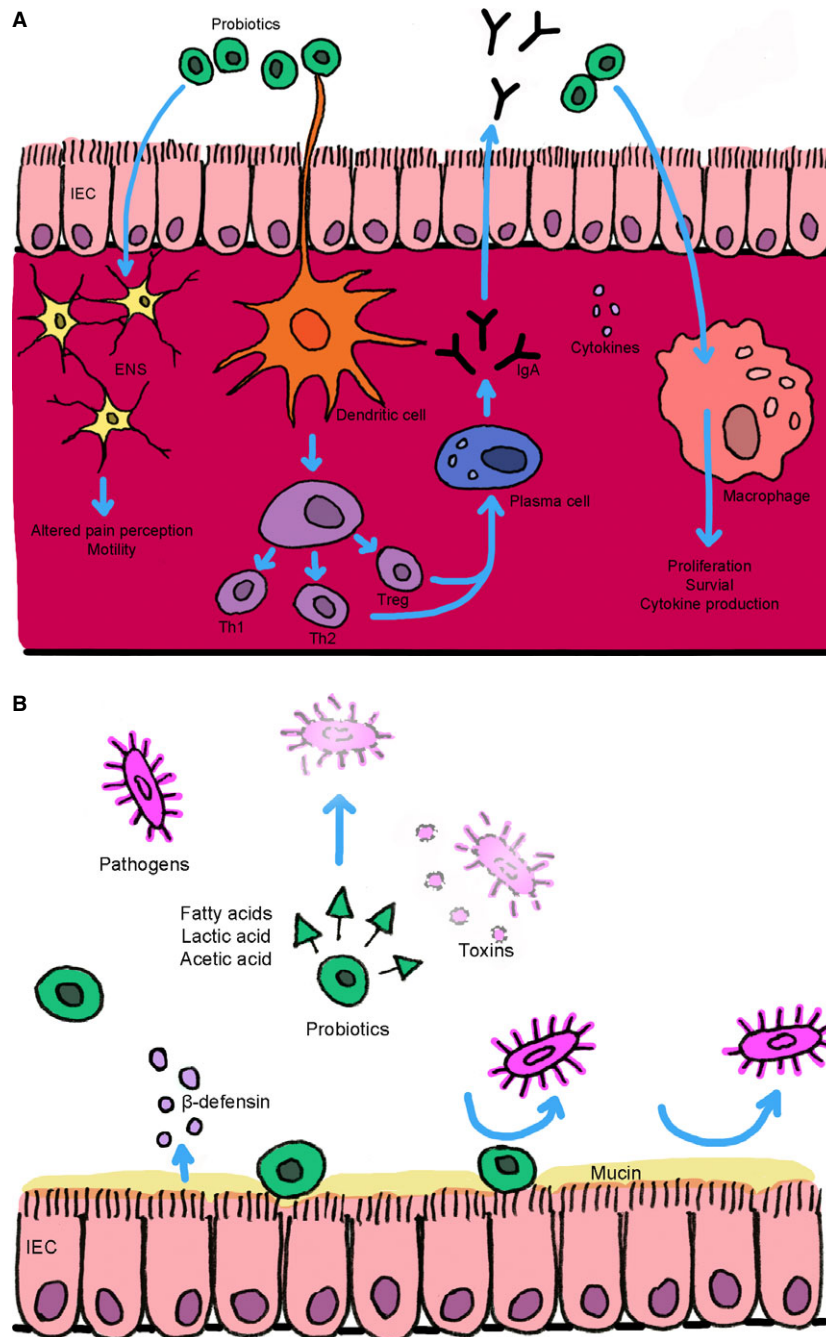 A
Probiotics
IEC
ENS
Dendritic cell
IgA
Cytokines
Plasma cell
Macrophage
Altered pain perception
Motility
Th1
Th2
Treg
Proliferation
Survial
Cytokine production
B
Pathogens
Fatty acids
Lactic acid
Acetic acid
Toxins
Probiotics
β-defensin
Mucin
IEC